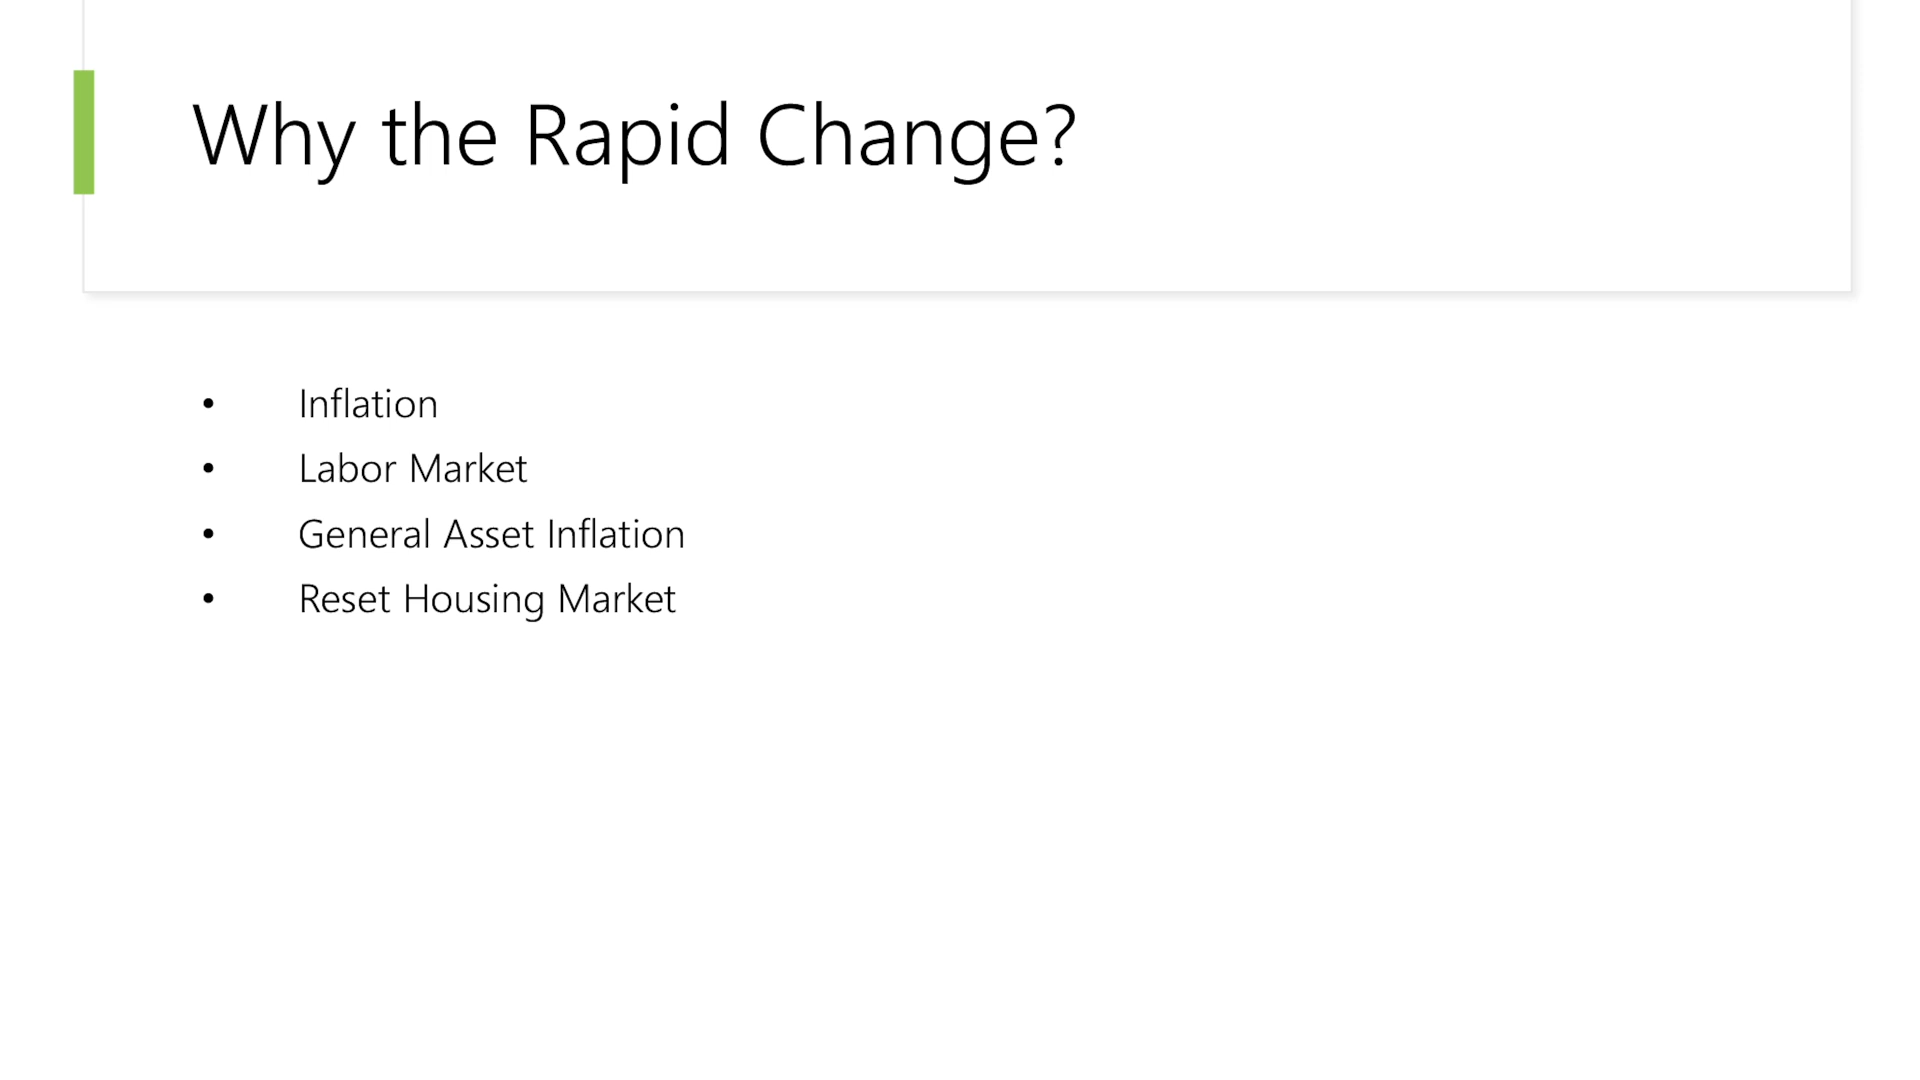 Why the Rapid Change?
• Inflation
• Labor Market
• General Asset Inflation
• Reset Housing Market